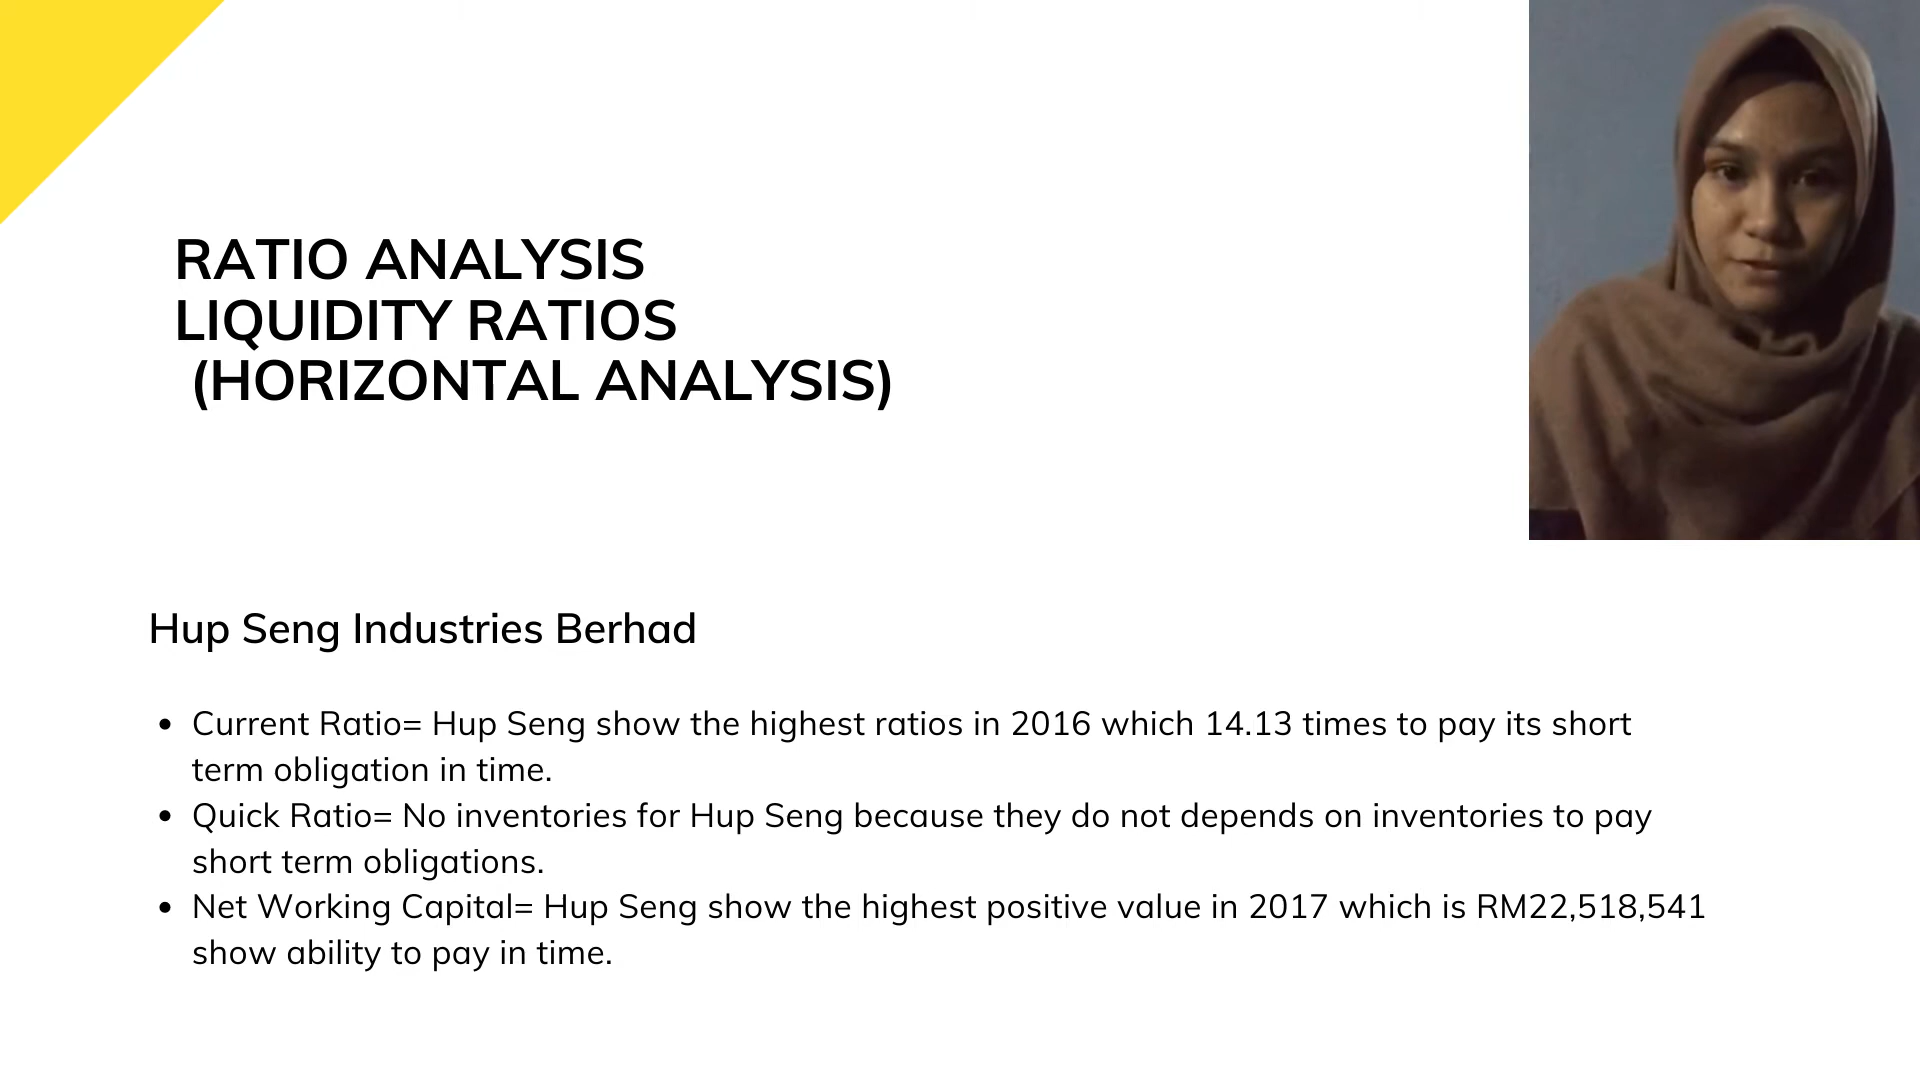 RATIO ANALYSIS
LIQUIDITY RATIOS
(HORIZONTAL ANALYSIS)
Hup Seng Industries Berhad
• Current Ratio= Hup Seng show the highest ratios in 2016 which 14.13 times to pay its short
term obligation in time.
• Quick Ratio= No inventories for Hup Seng because they do not depends on inventories to pay
short term obligations.
• Net Working Capital= Hup Seng show the highest positive value in 2017 which is RM22,518,541
show ability to pay in time.